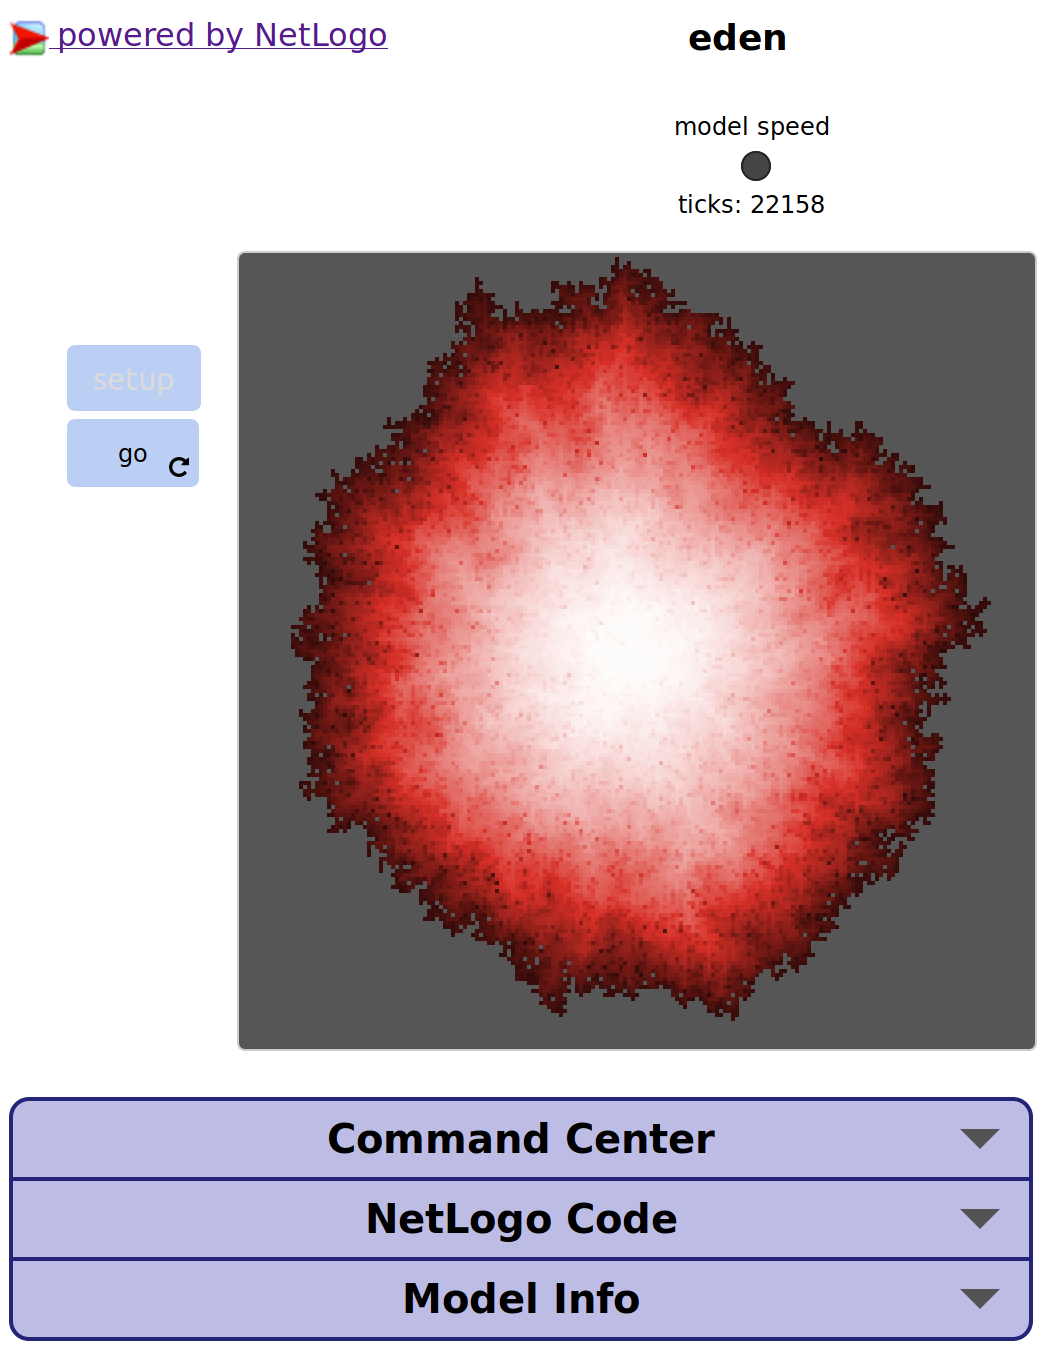 powered by NetLogo
eden
model speed
ticks: 22158
setup
go
Command Center
NetLogo Code
Model Info